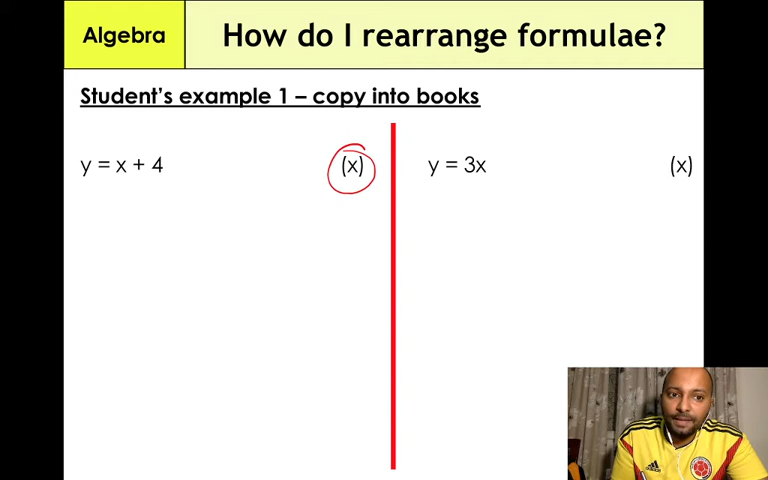 Algebra
How do I rearrange formulae?
Student's example 1 – copy into books
y = x + 4 (x)
y = 3x (x)